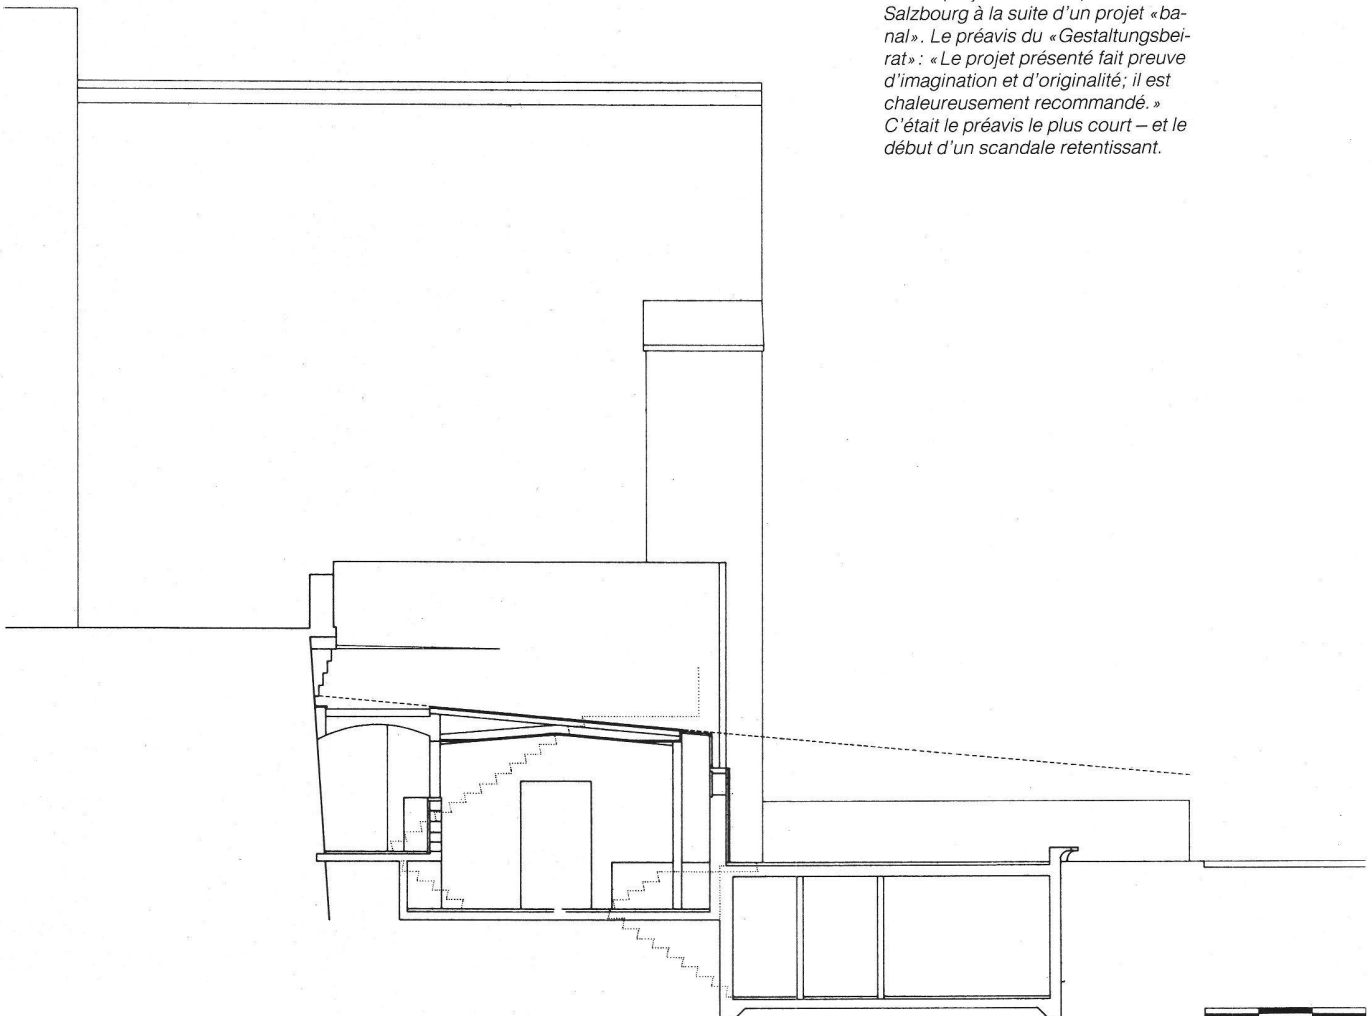 Salzbourg à la suite d'un projet «ba-
nal». Le préavis du «Gestaltungsbei-
rat»: «Le projet présenté fait preuve
d'imagination et d'originalité; il est
chaleureusement recommandé.»
C'était le préavis le plus court – et le
début d'un scandale retentissant.